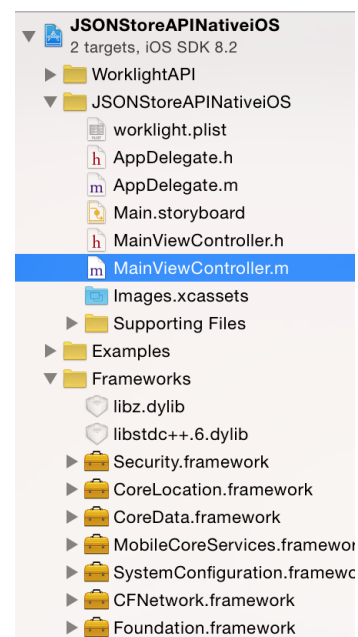 JSONStoreAPINativeiOS
2 targets, iOS SDK 8.2
WorklightAPI
JSONStoreAPINativeiOS
worklight.plist
h AppDelegate.h
m AppDelegate.m
Main.storyboard
h MainViewController.h
m MainViewController.m
Images.xcassets
Supporting Files
Examples
Frameworks
libz.dylib
libstdc++.6.dylib
Security.framework
CoreLocation.framework
CoreData.framework
MobileCoreServices.framewor
SystemConfiguration.framewo
CFNetwork.framework
Foundation.framework